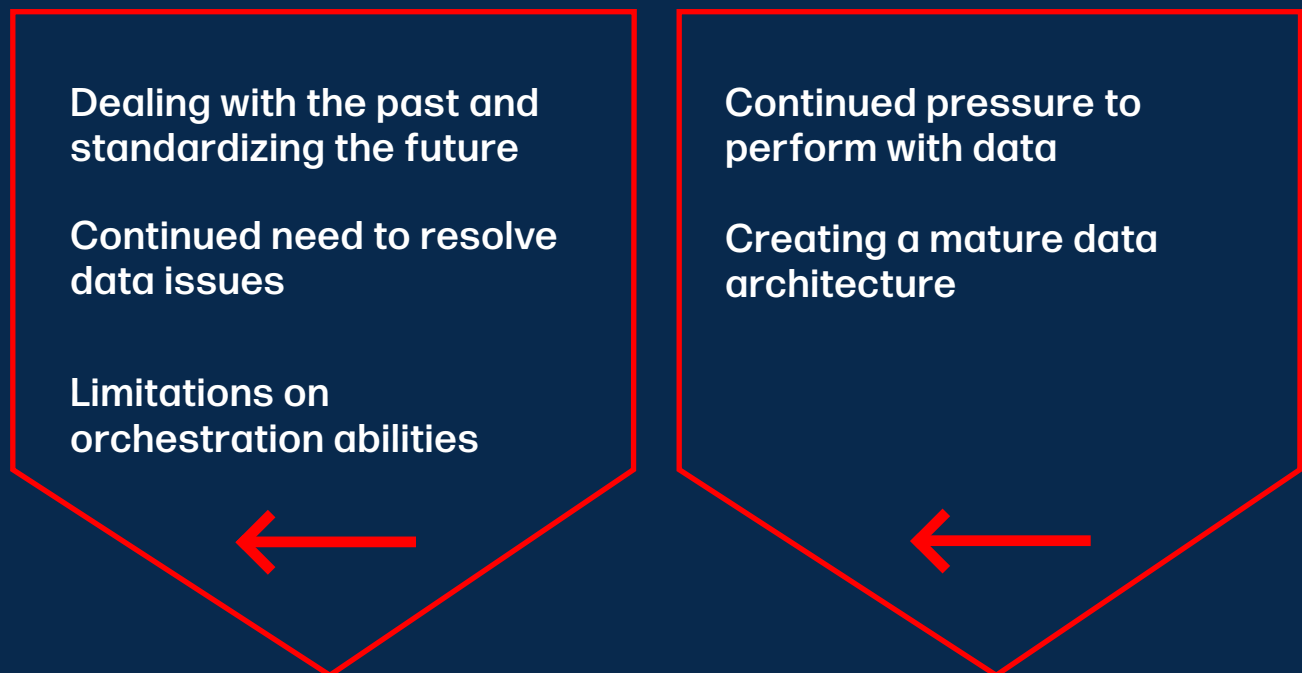 Dealing with the past and
standardizing the future
Continued need to resolve
data issues
Limitations on
orchestration abilities
Continued pressure to
perform with data
Creating a mature data
architecture